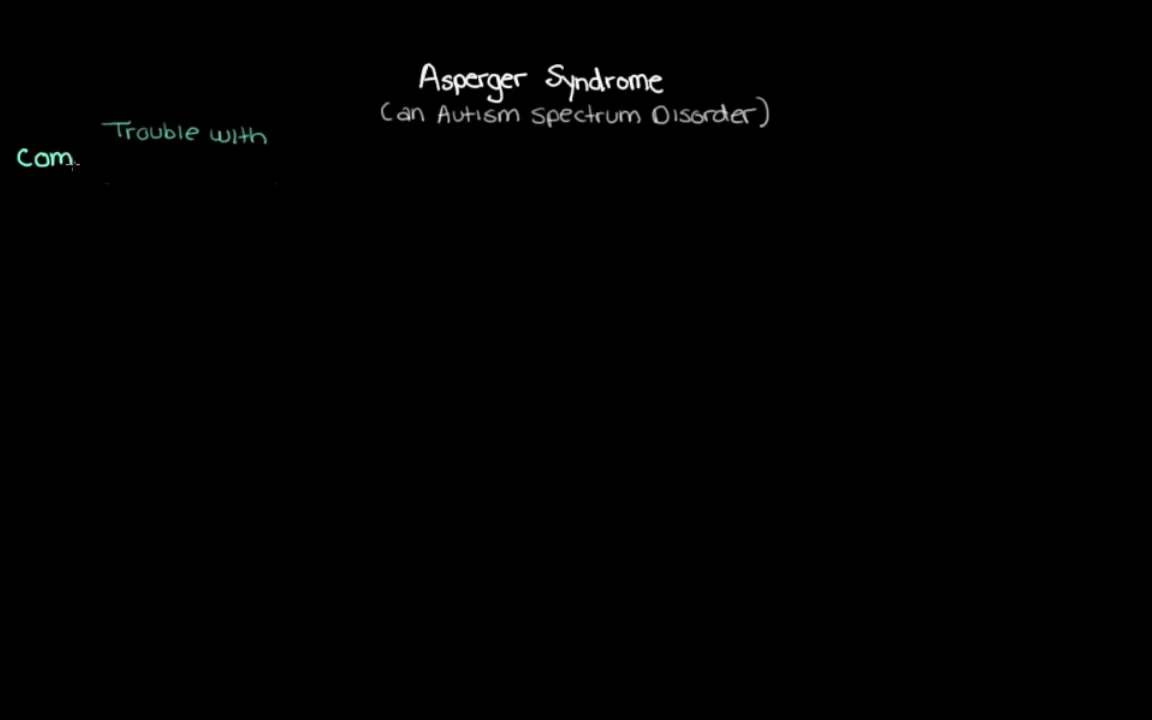 Asperger Syndrome
(an Autism Spectrum Disorder)
Trouble with
com